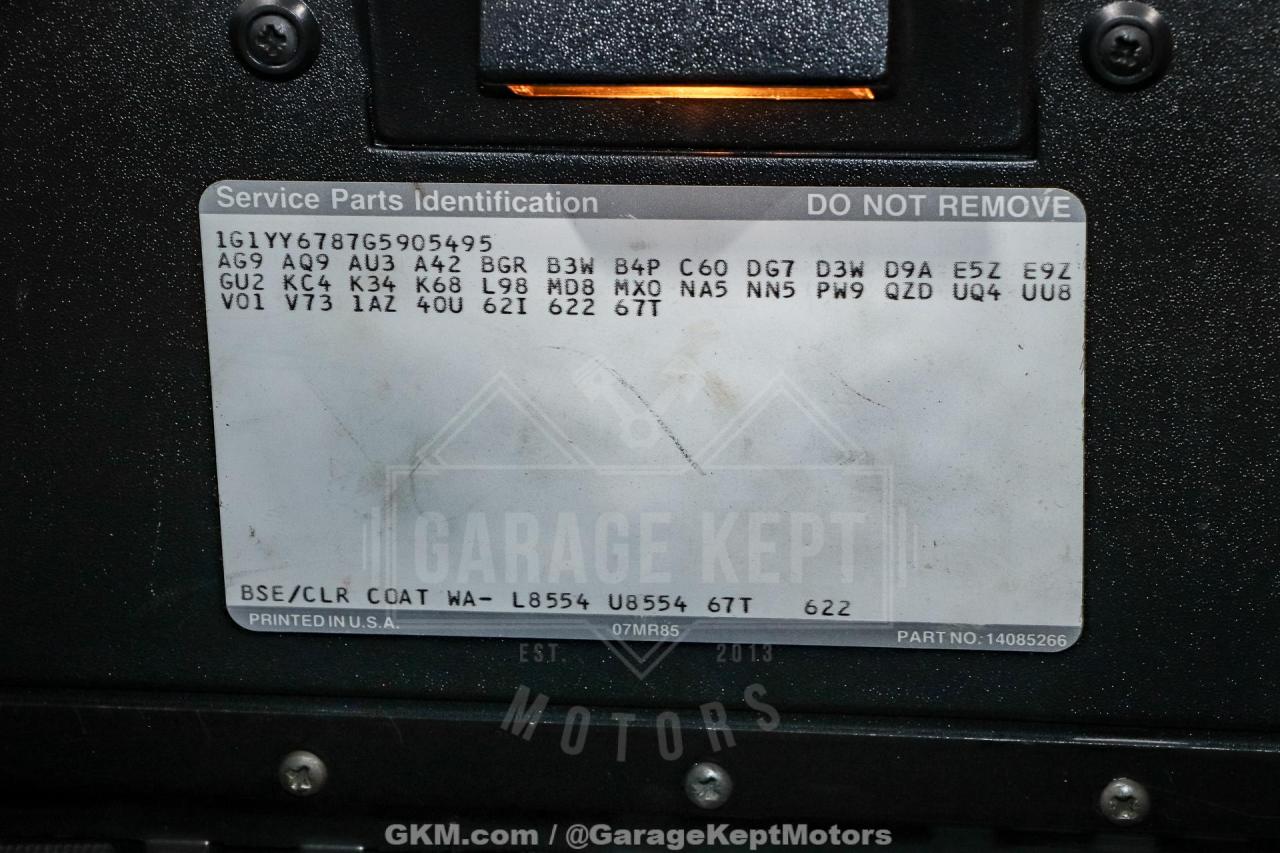 Service Parts Identification DO NOT REMOVE
1G1YY6787G5905495
AG9 AQ9 AU3 A42 BGR B3W B4P C60 DG7 D3W D9A E5Z E9Z
GU2 KC4 K34 K68 L98 MD8 MX0 NA5 NN5 PW9 QZD UQ4 UU8
V01 V73 1AZ 40U 62I 622 67T
GARAGE KEPT
BSE/CLR COAT WA- L8554 U8554 67T 622
PRINTED IN U.S.A. 07MR85 PART NO. 14085266
EST. 2013
MOTORS
GKM.com / @GarageKeptMotors